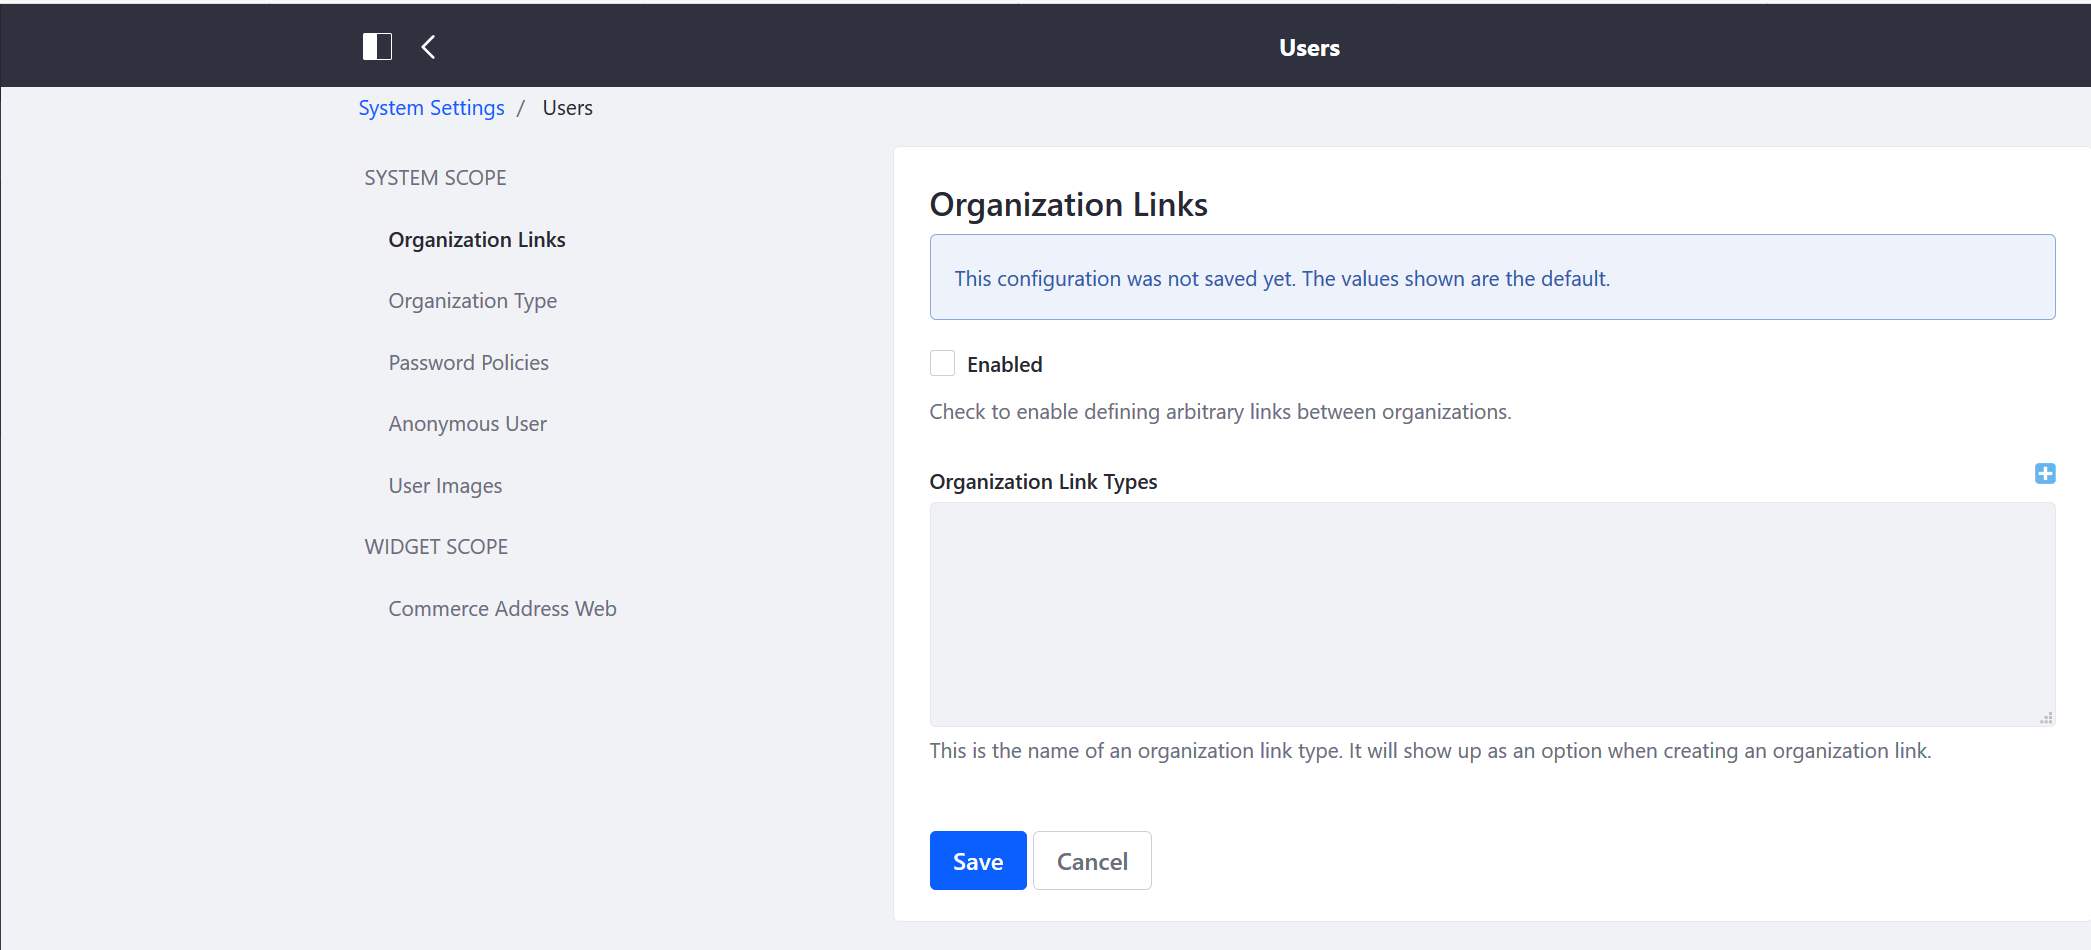 Users
System Settings / Users
SYSTEM SCOPE
Organization Links
Organization Type
Password Policies
Anonymous User
User Images
WIDGET SCOPE
Commerce Address Web
Organization Links
This configuration was not saved yet. The values shown are the default.
Enabled
Check to enable defining arbitrary links between organizations.
Organization Link Types
This is the name of an organization link type. It will show up as an option when creating an organization link.
Save Cancel